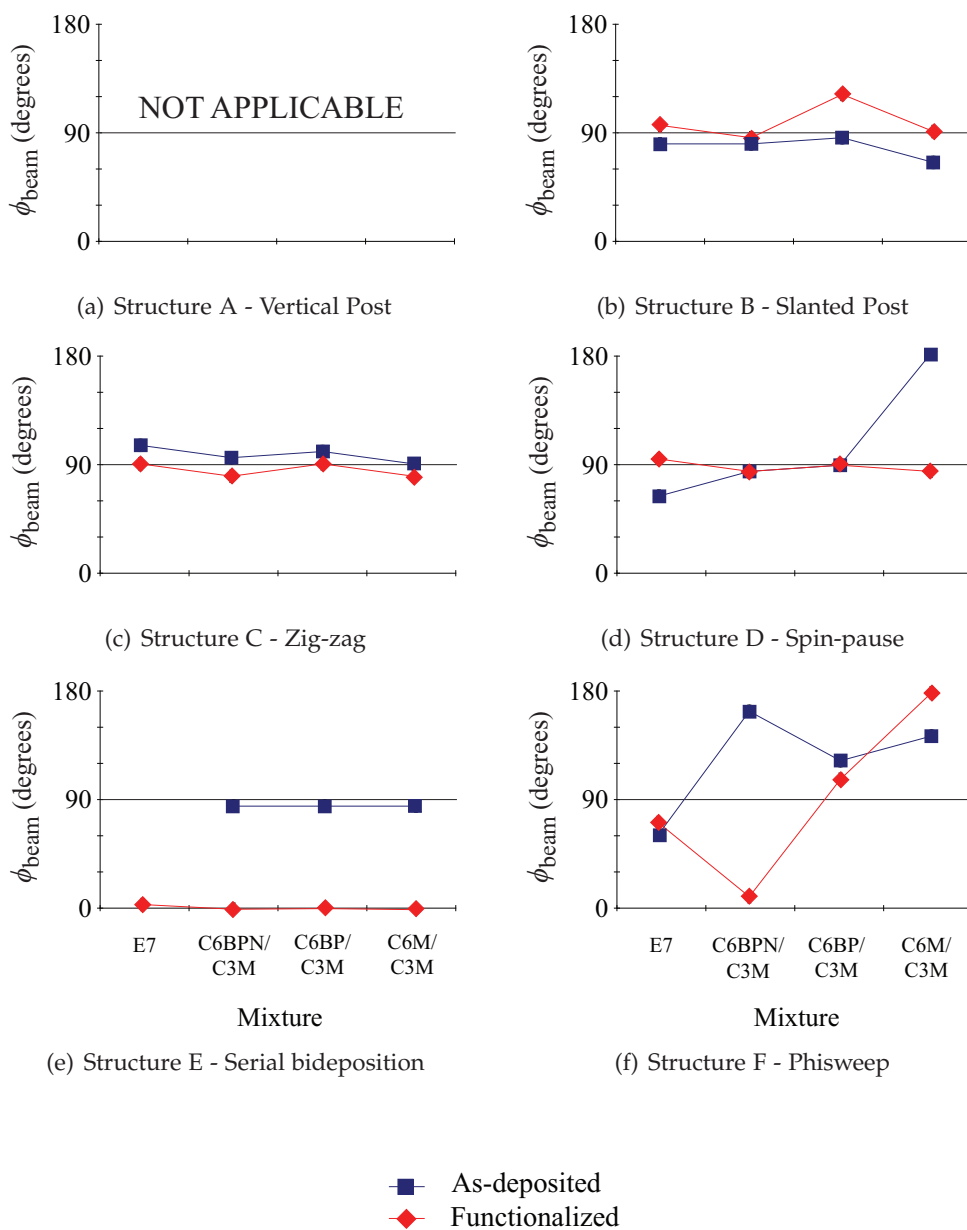 180
90
0
ϕbeam (degrees)
NOT APPLICABLE
(a) Structure A - Vertical Post
180
90
0
ϕbeam (degrees)
(b) Structure B - Slanted Post
180
90
0
ϕbeam (degrees)
(c) Structure C - Zig-zag
180
90
0
ϕbeam (degrees)
(d) Structure D - Spin-pause
180
90
0
ϕbeam (degrees)
E7
C6BPN/
C3M
C6BP/
C3M
C6M/
C3M
Mixture
(e) Structure E - Serial bideposition
180
90
0
ϕbeam (degrees)
E7
C6BPN/
C3M
C6BP/
C3M
C6M/
C3M
Mixture
(f) Structure F - Phisweep
As-deposited
Functionalized